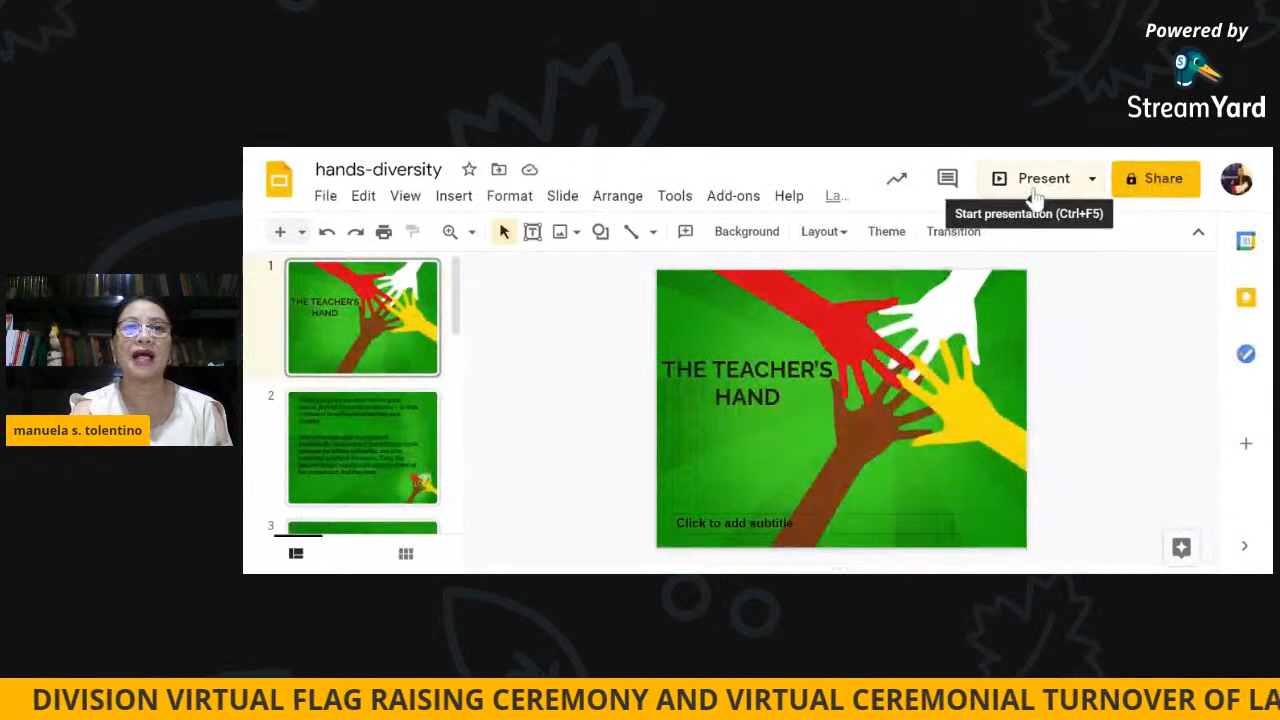 Powered by
StreamYard
hands-diversity
File Edit View Insert Format Slide Arrange Tools Add-ons Help La...
Present
Share
Start presentation (Ctrl+F5)
Background Layout Theme Transition
1
THE TEACHER'S
HAND
2
3
THE TEACHER'S
HAND
Click to add subtitle
manuela s. tolentino
DIVISION VIRTUAL FLAG RAISING CEREMONY AND VIRTUAL CEREMONIAL TURNOVER OF LA